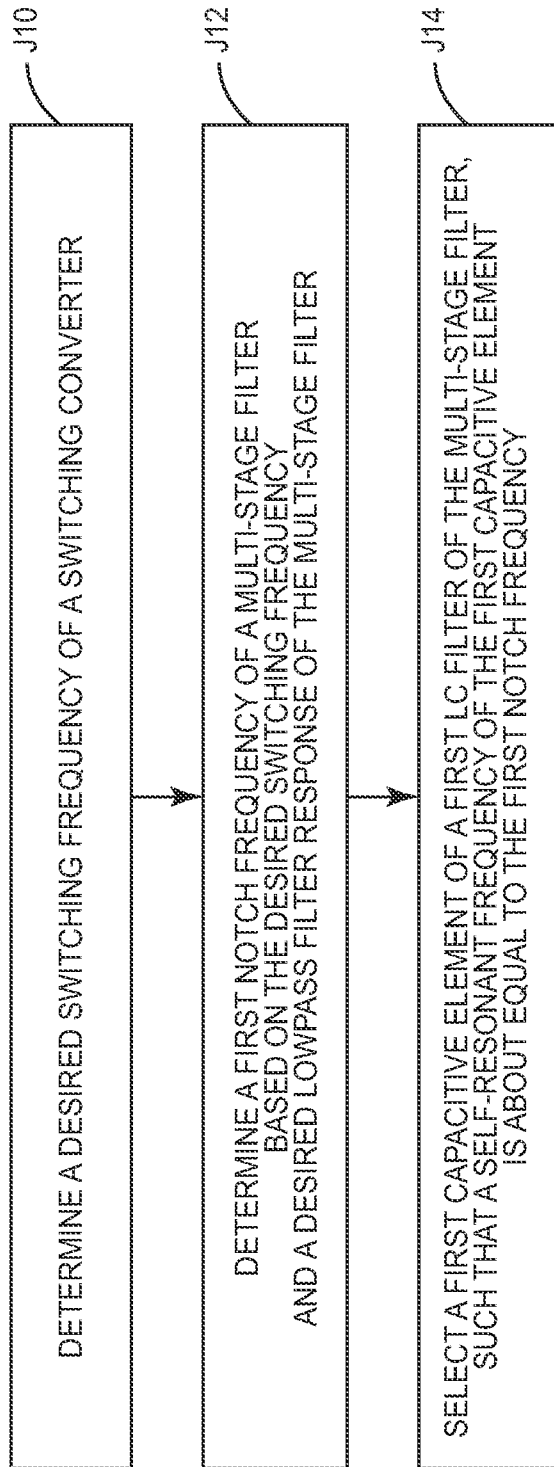 DETERMINE A DESIRED SWITCHING FREQUENCY OF A SWITCHING CONVERTER
J10
DETERMINE A FIRST NOTCH FREQUENCY OF A MULTI-STAGE FILTER
BASED ON THE DESIRED SWITCHING FREQUENCY
AND A DESIRED LOWPASS FILTER RESPONSE OF THE MULTI-STAGE FILTER
J12
SELECT A FIRST CAPACITIVE ELEMENT OF A FIRST LC FILTER OF THE MULTI-STAGE FILTER,
SUCH THAT A SELF-RESONANT FREQUENCY OF THE FIRST CAPACITIVE ELEMENT
IS ABOUT EQUAL TO THE FIRST NOTCH FREQUENCY
J14